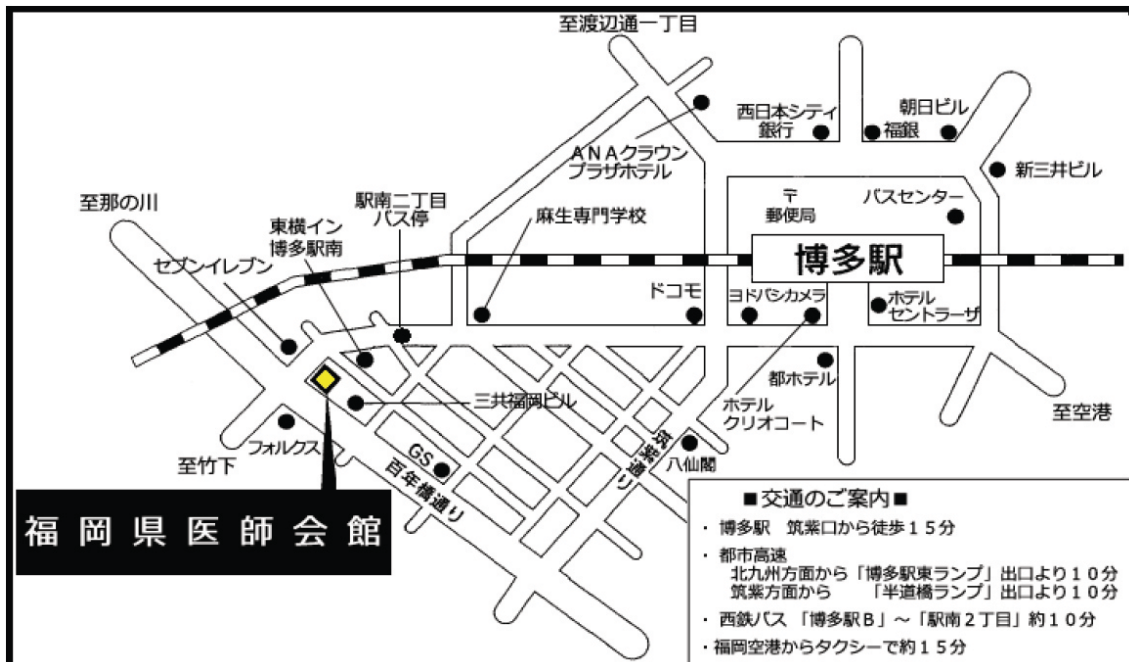 至渡辺通一丁目
西日本シティ
銀行
福銀
朝日ビル
ANAクラウン
プラザホテル
新三井ビル
至那の川
駅南二丁目
バス停
東横イン
博多駅南
麻生専門学校
〒
郵便局
バスセンター
セブンイレブン
博多駅
ドコモ
ヨドバシカメラ
ホテル
セントラーザ
都ホテル
三共福岡ビル
ホテル
クリオコート
至空港
フォルクス
至竹下
GS
百年橋通り
筑紫通り
八仙閣
福岡県医師会館
■交通のご案内■
・博多駅 筑紫口から徒歩15分
・都市高速
北九州方面から「博多駅東ランプ」出口より10分
筑紫方面から 「半道橋ランプ」出口より10分
・西鉄バス 「博多駅B」~「駅南2丁目」約10分
・福岡空港からタクシーで約15分